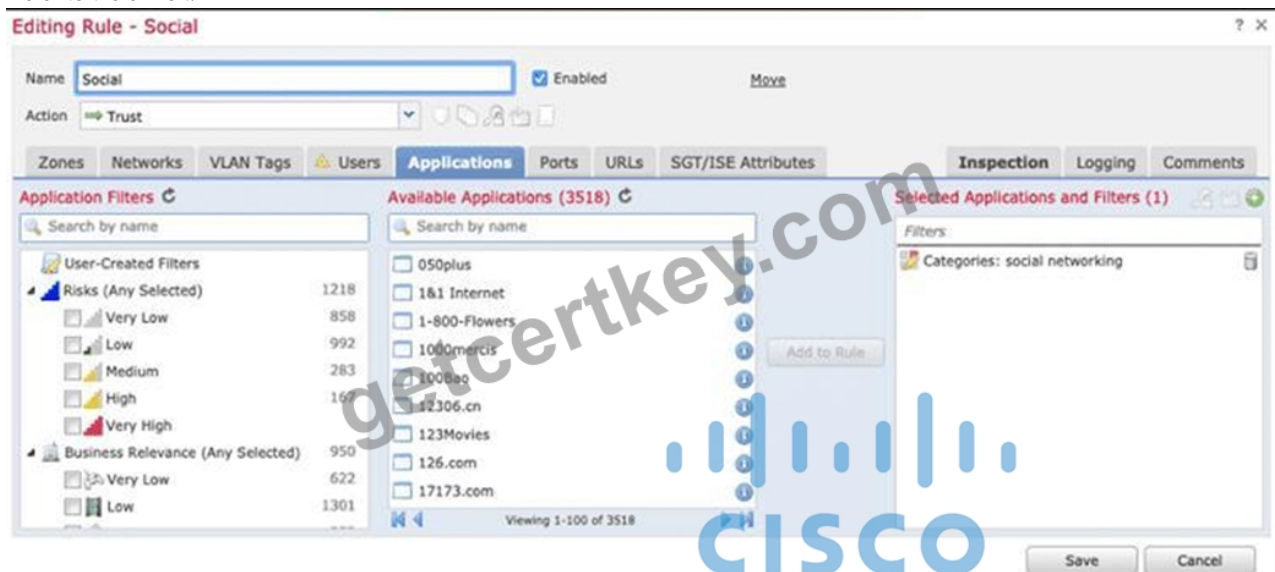 Editing Rule - Social
? ×
Name Social Enabled Move
Action Trust
Zones Networks VLAN Tags Users Applications Ports URLs SGT/ISE Attributes Inspection Logging Comments
Application Filters
Search by name
User-Created Filters
Risks (Any Selected) 1218
Very Low 858
Low 992
Medium 283
High 167
Very High
Business Relevance (Any Selected) 950
Very Low 622
Low 1301
Available Applications (3518)
Search by name
050plus
1&1 Internet
1-800-Flowers
1000mercis
100Bao
12306.cn
123Movies
126.com
17173.com
Viewing 1-100 of 3518
Add to Rule
Selected Applications and Filters (1)
Filters
Categories: social networking
Save Cancel
getcertkey.com
CISCO